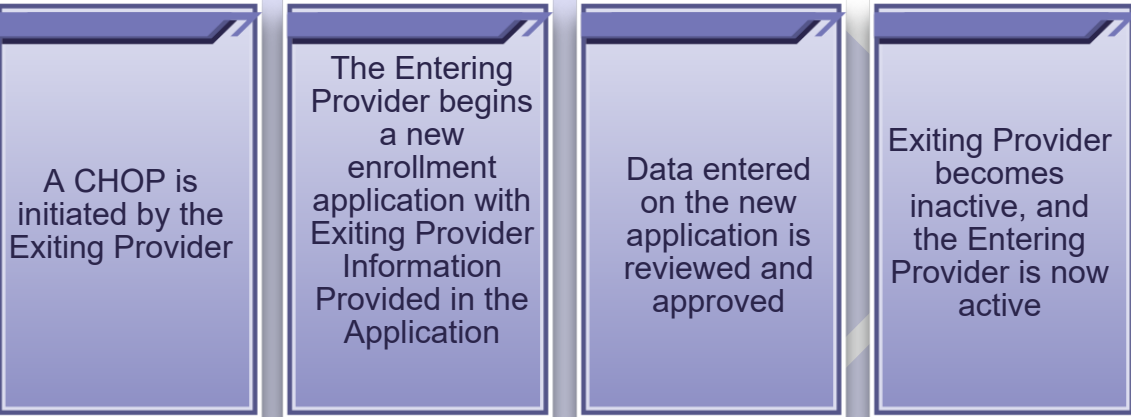 A CHOP is
initiated by the
Exiting Provider
The Entering
Provider begins
a new
enrollment
application with
Exiting Provider
Information
Provided in the
Application
Data entered
on the new
application is
reviewed and
approved
Exiting Provider
becomes
inactive, and
the Entering
Provider is now
active